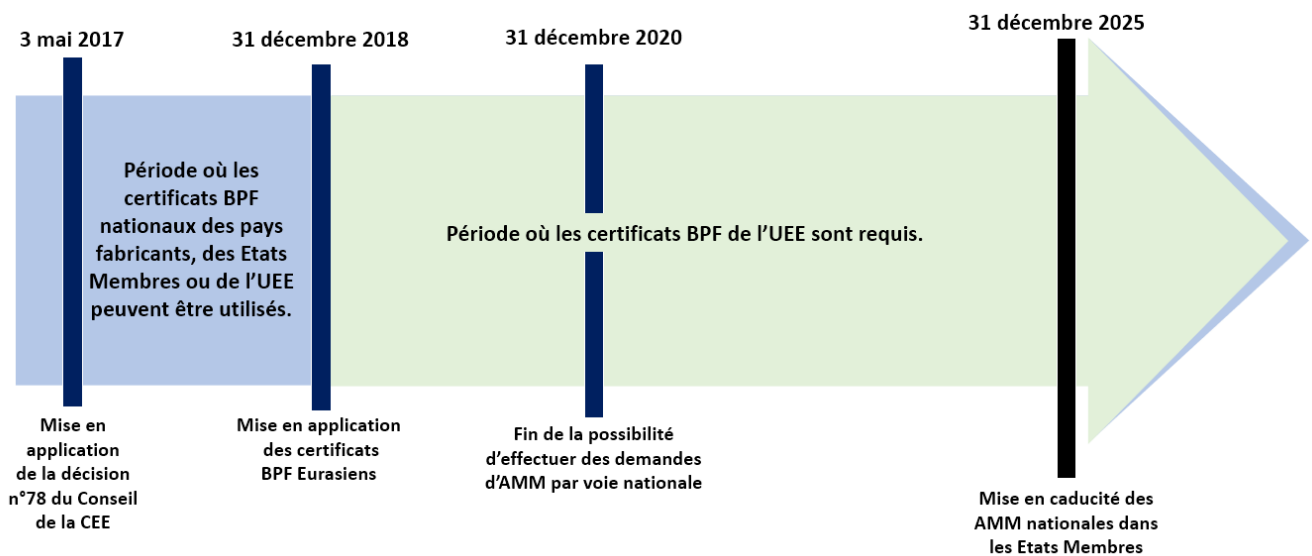 3 mai 2017
31 décembre 2018
31 décembre 2020
31 décembre 2025
Période où les
certificats BPF
nationaux des pays
fabricants, des Etats
Membres ou de l’UEE
peuvent être utilisés.
Période où les certificats BPF de l’UEE sont requis.
Mise en
application
de la décision
n°78 du Conseil
de la CEE
Mise en application
des certificats
BPF Eurasiens
Fin de la possibilité
d’effectuer des demandes
d’AMM par voie nationale
Mise en caducité des
AMM nationales dans
les Etats Membres